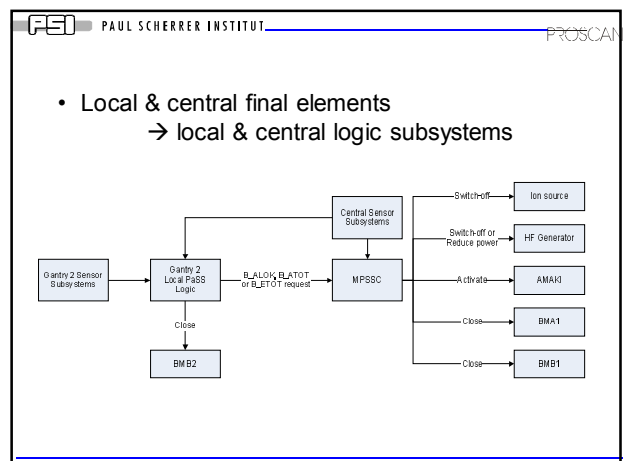 PSI PAUL SCHERRER INSTITUT
PROSCAN
• Local & central final elements
→ local & central logic subsystems
Gantry 2 Sensor
Subsystems
Gantry 2
Local PaSS
Logic
Close
BMB2
B_ALOK, B_ATOT
or B_ETOT request
Central Sensor
Subsystems
MPSSC
Switch-off
Ion source
Switch-off or
Reduce power
HF Generator
Activate
AMAKI
Close
BMA1
Close
BMB1